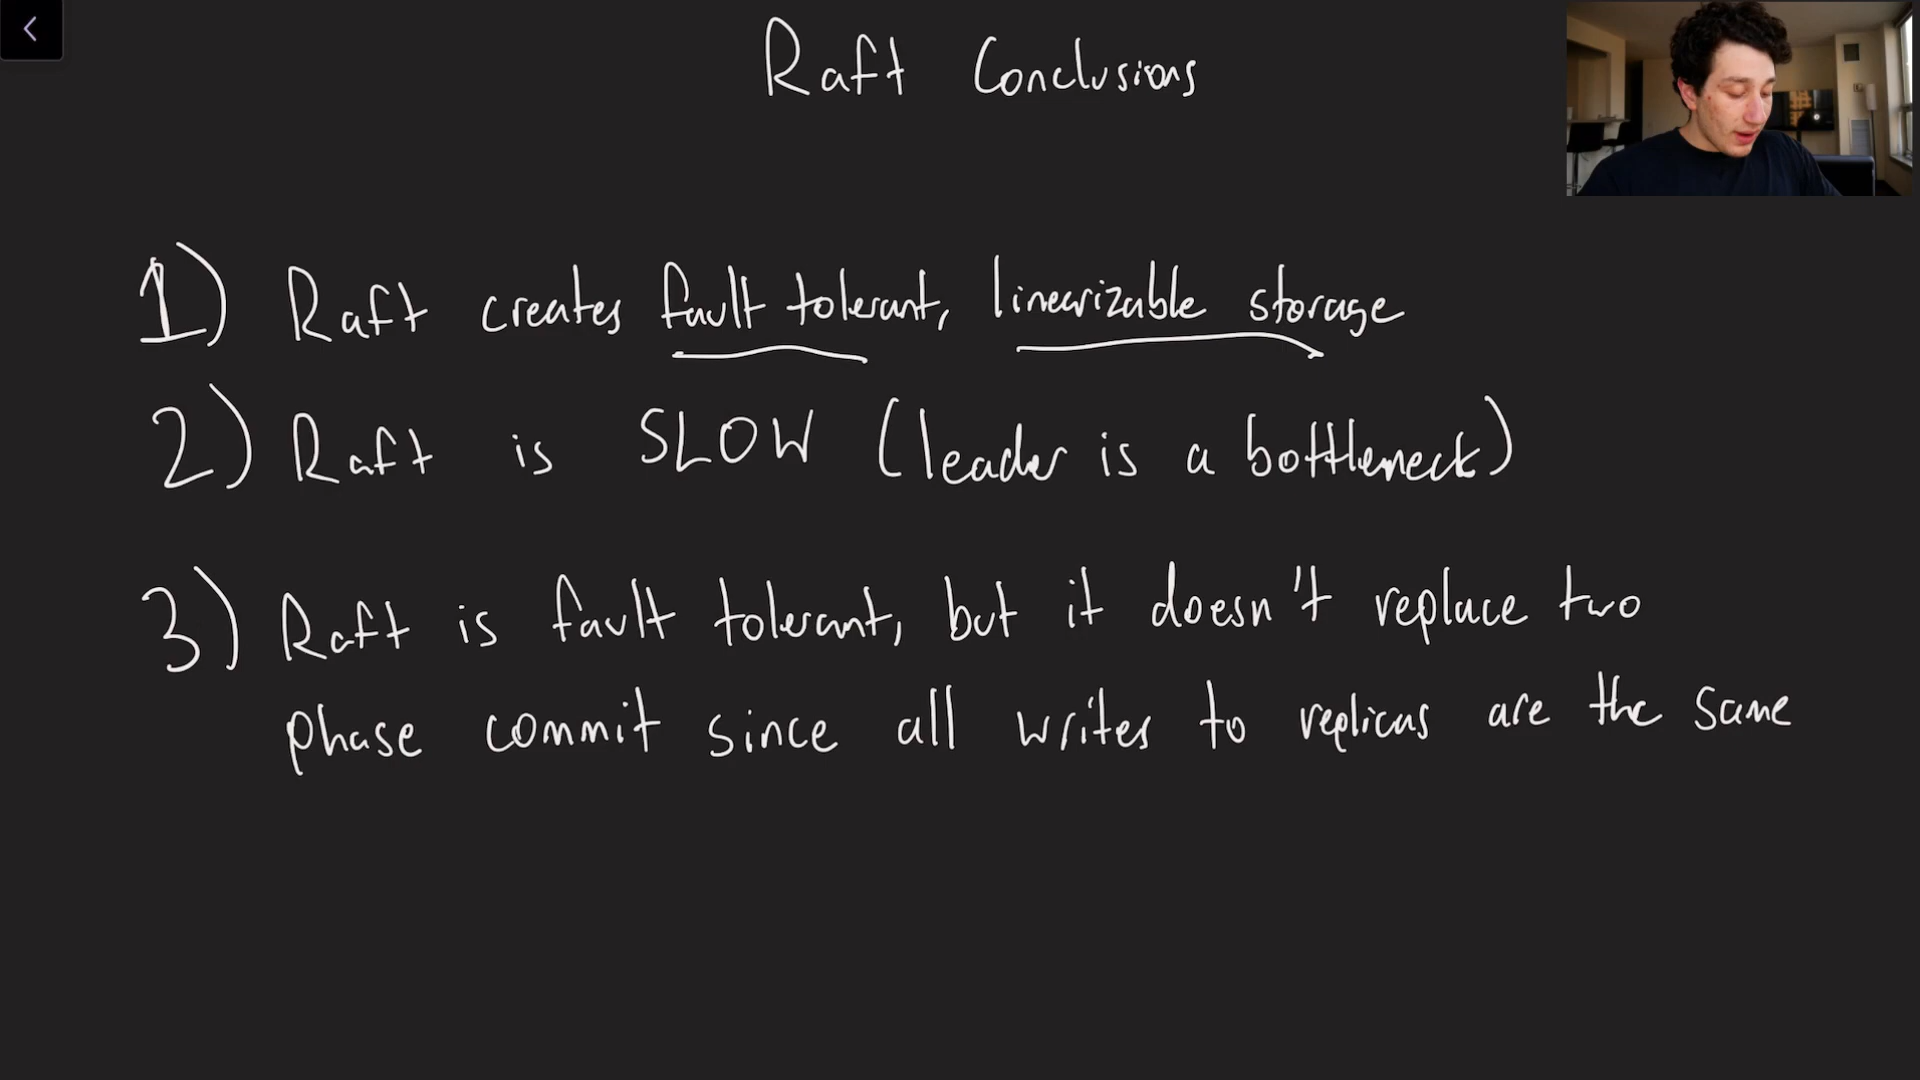 Raft Conclusions
1) Raft creates fault tolerant, linearizable storage
2) Raft is SLOW (leader is a bottleneck)
3) Raft is fault tolerant, but it doesn't replace two
phase commit since all writes to replicas are the same